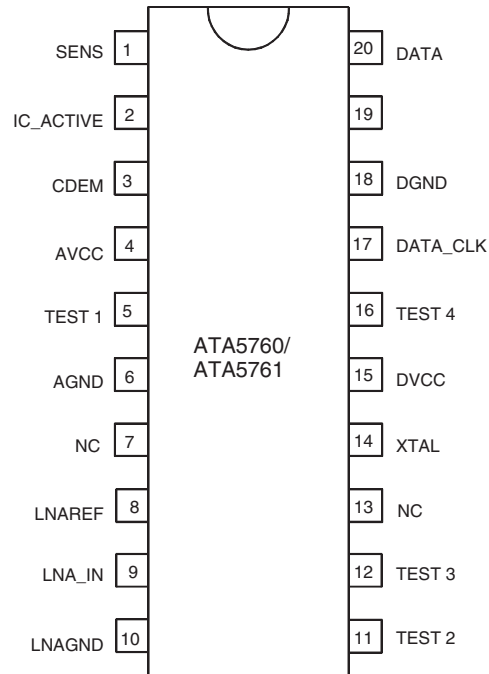 SENS 1
20 DATA
IC_ACTIVE 2
19
CDEM 3
18 DGND
AVCC 4
17 DATA_CLK
TEST 1 5
16 TEST 4
ATA5760/
ATA5761
AGND 6
15 DVCC
NC 7
14 XTAL
LNAREF 8
13 NC
LNA_IN 9
12 TEST 3
LNAGND 10
11 TEST 2